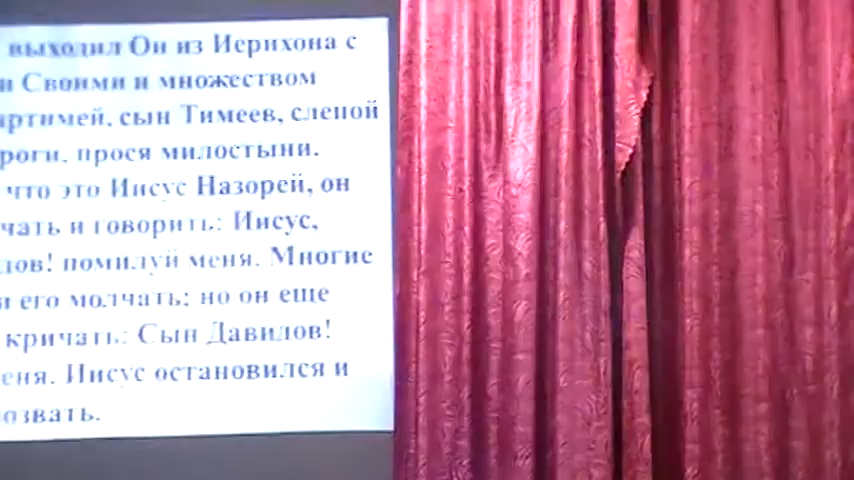 выходил Он из Иерихона с
Своими и множеством
артимей, сын Тимеев, слепой
роги, прося милостыни.
что это Иисус Назорей, он
чать и говорить: Иисус,
дов! помилуй меня. Многие
и его молчать; но он еще
кричать: Сын Давидов!
еня. Иисус остановился и
позвать.